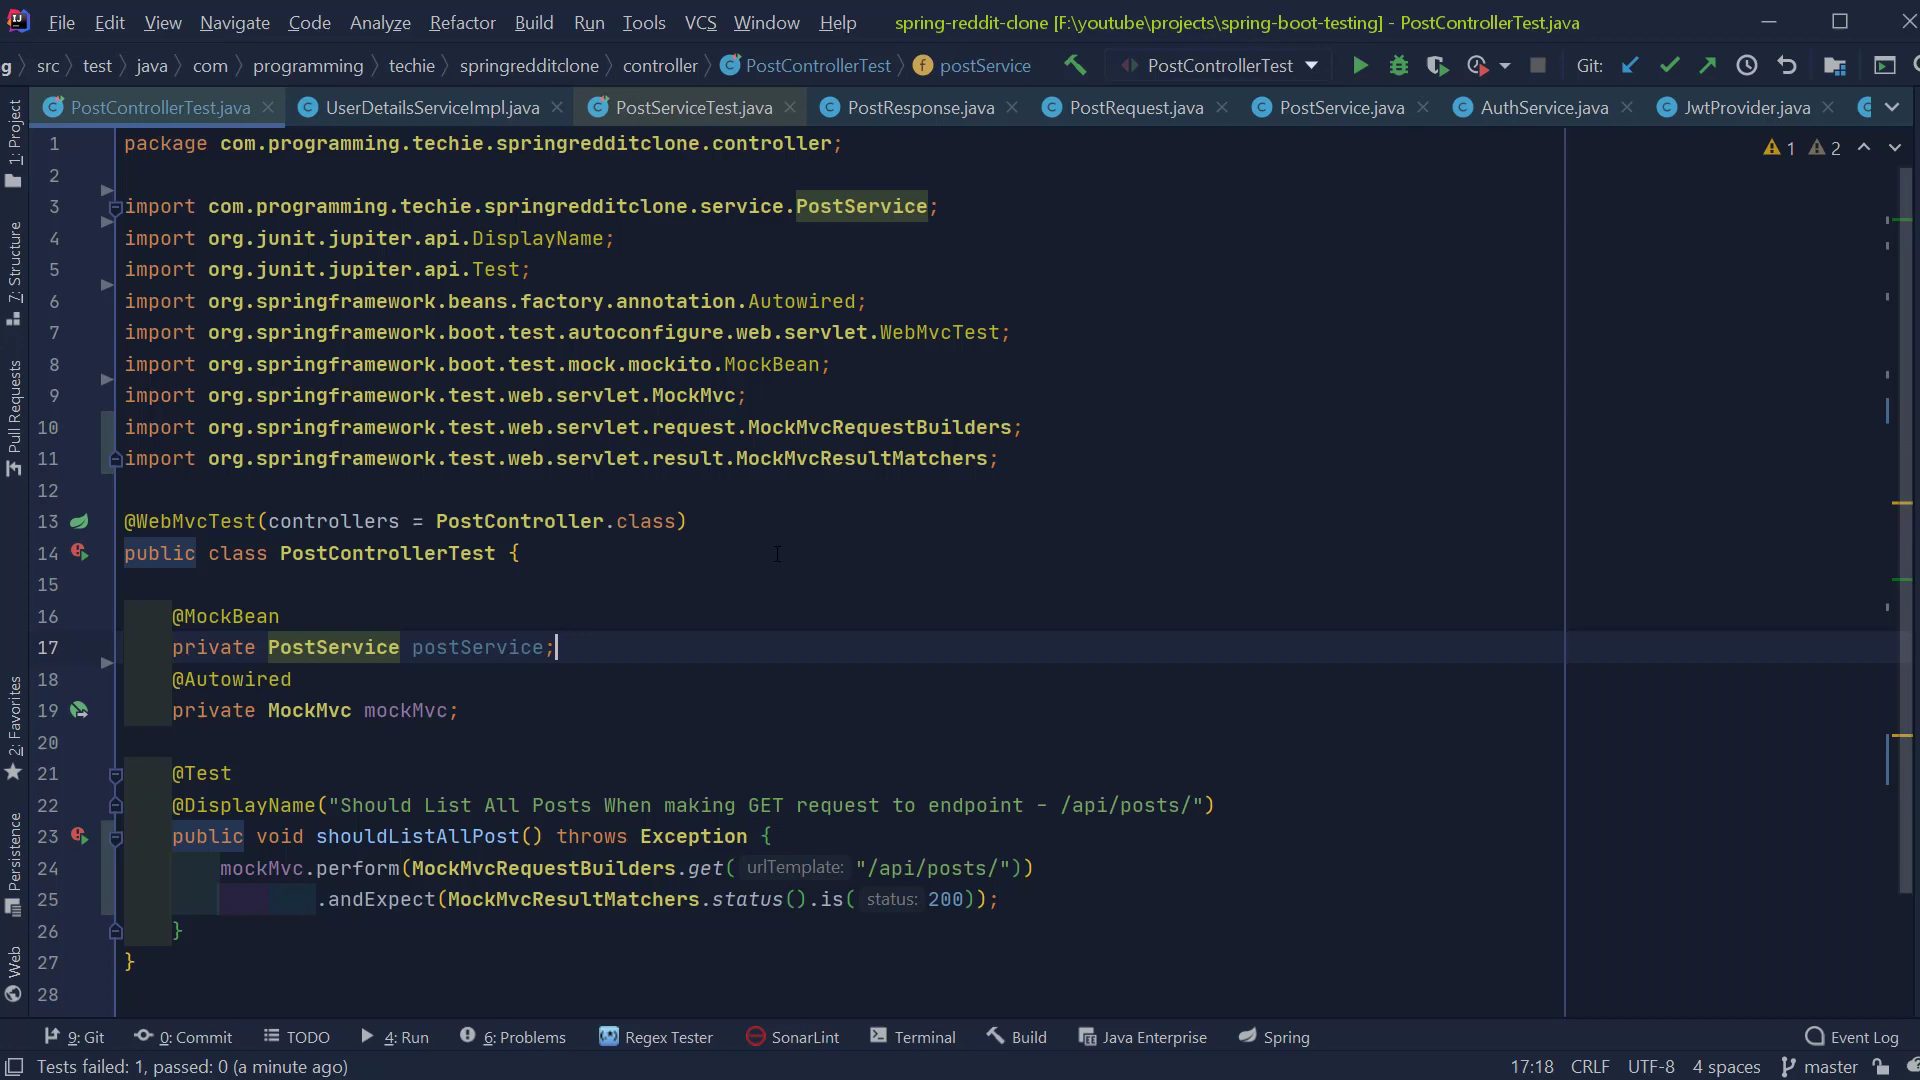 File Edit View Navigate Code Analyze Refactor Build Run Tools VCS Window Help spring-reddit-clone [F:\youtube\projects\spring-boot-testing] - PostControllerTest.java
g src test java com programming techie springredditclone controller PostControllerTest postService PostControllerTest Git:
PostControllerTest.java UserDetailsServiceImpl.java PostServiceTest.java PostResponse.java PostRequest.java PostService.java AuthService.java JwtProvider.java
1: Project
7: Structure
Pull Requests
2: Favorites
Persistence
Web
1 2
1 package com.programming.techie.springredditclone.controller;
2
3 import com.programming.techie.springredditclone.service.PostService;
4 import org.junit.jupiter.api.DisplayName;
5 import org.junit.jupiter.api.Test;
6 import org.springframework.beans.factory.annotation.Autowired;
7 import org.springframework.boot.test.autoconfigure.web.servlet.WebMvcTest;
8 import org.springframework.boot.test.mock.mockito.MockBean;
9 import org.springframework.test.web.servlet.MockMvc;
10 import org.springframework.test.web.servlet.request.MockMvcRequestBuilders;
11 import org.springframework.test.web.servlet.result.MockMvcResultMatchers;
12
13 @WebMvcTest(controllers = PostController.class)
14 public class PostControllerTest {
15
16 @MockBean
17 private PostService postService;
18 @Autowired
19 private MockMvc mockMvc;
20
21 @Test
22 @DisplayName("Should List All Posts When making GET request to endpoint - /api/posts/")
23 public void shouldListAllPost() throws Exception {
24 mockMvc.perform(MockMvcRequestBuilders.get( urlTemplate: "/api/posts/"))
25 .andExpect(MockMvcResultMatchers.status().is( status: 200));
26 }
27 }
28
9: Git 0: Commit TODO 4: Run 6: Problems Regex Tester SonarLint Terminal Build Java Enterprise Spring Event Log
Tests failed: 1, passed: 0 (a minute ago) 17:18 CRLF UTF-8 4 spaces master